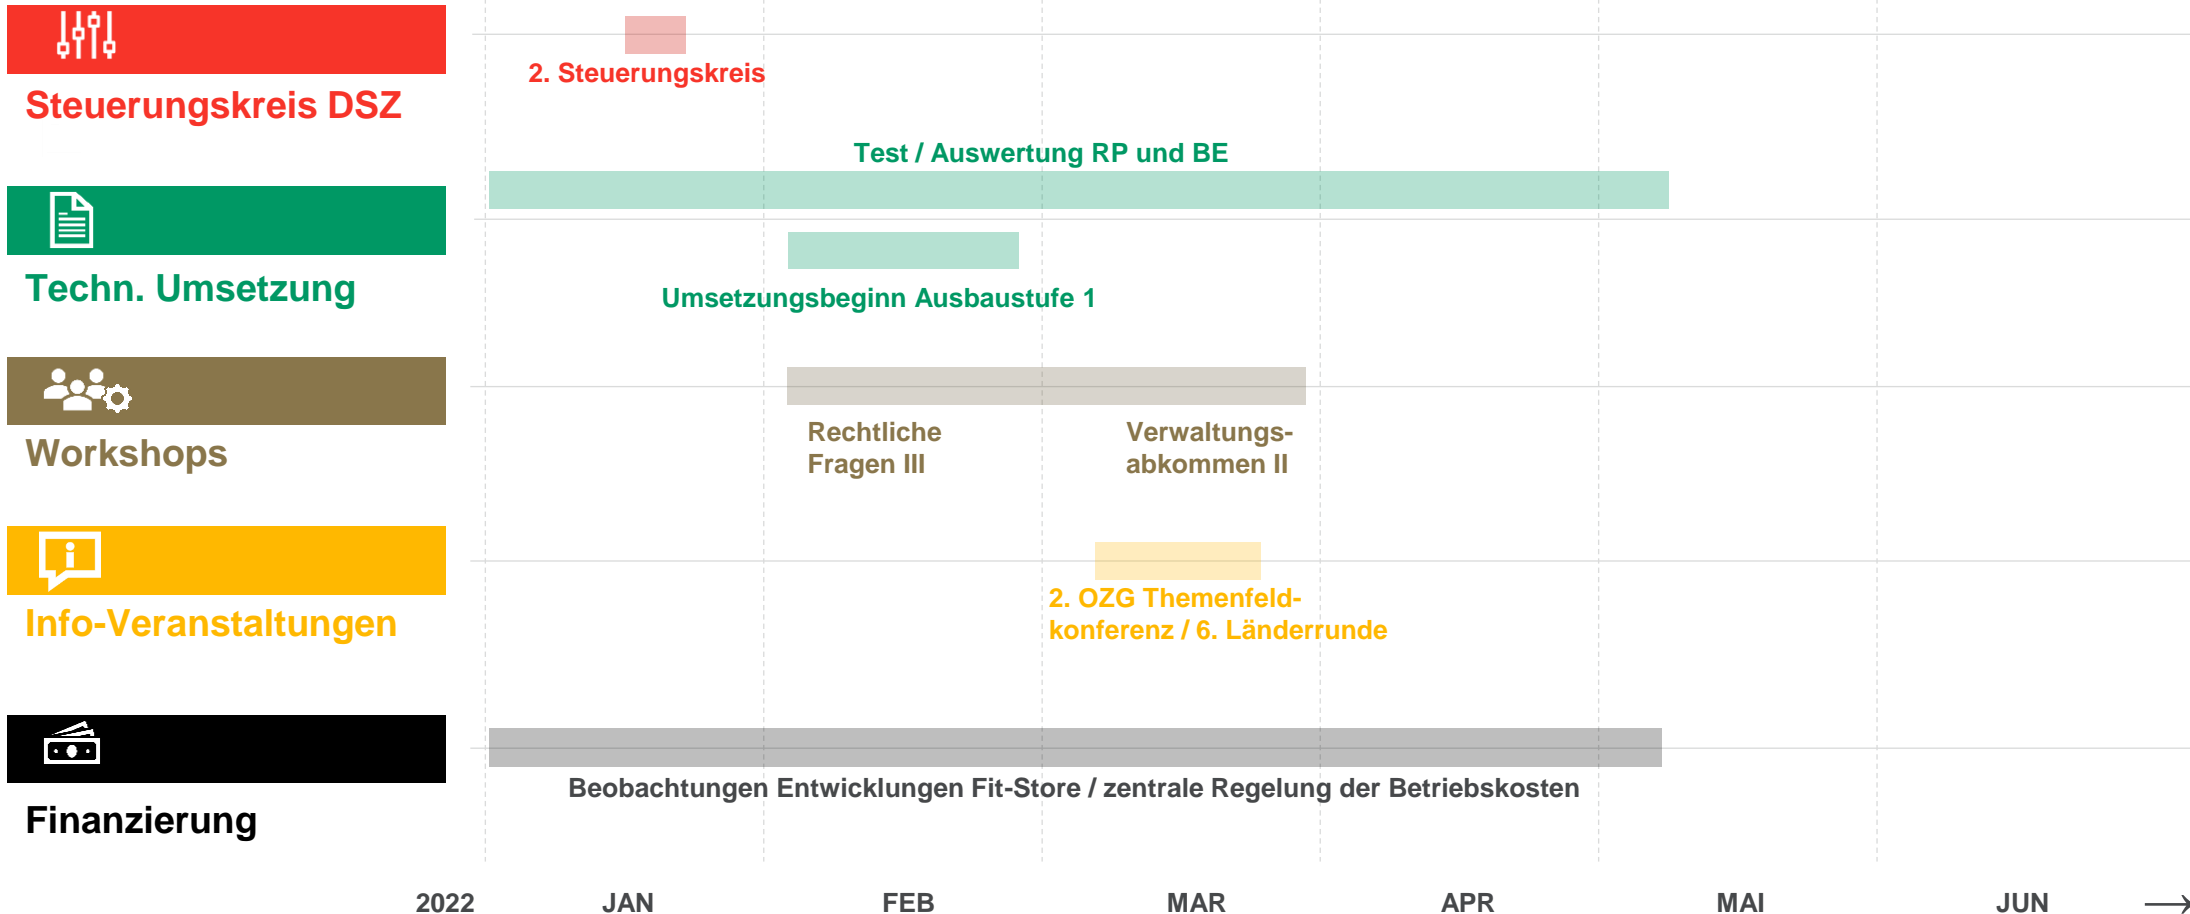 2. Steuerungskreis
Steuerungskreis DSZ
Test / Auswertung RP und BE
Techn. Umsetzung
Umsetzungsbeginn Ausbaustufe 1
Workshops
Rechtliche
Fragen III
Verwaltungs-
abkommen II
Info-Veranstaltungen
2. OZG Themenfeld-
konferenz / 6. Länderrunde
Finanzierung
Beobachtungen Entwicklungen Fit-Store / zentrale Regelung der Betriebskosten
2022 JAN FEB MAR APR MAI JUN